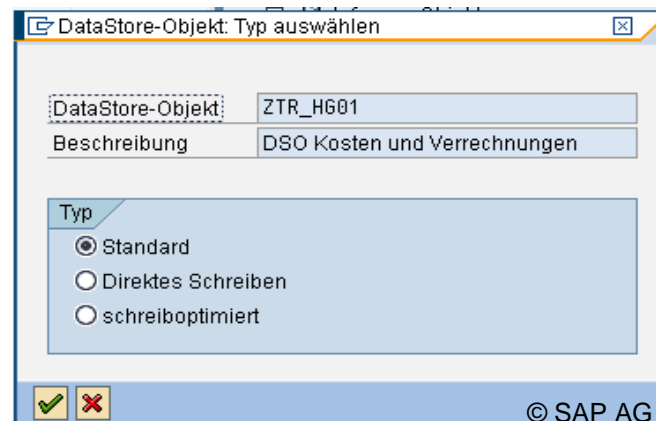 DataStore-Objekt: Typ auswählen
DataStore-Objekt ZTR_HG01
Beschreibung DSO Kosten und Verrechnungen
Typ
Standard
Direktes Schreiben
schreiboptimiert
© SAP AG